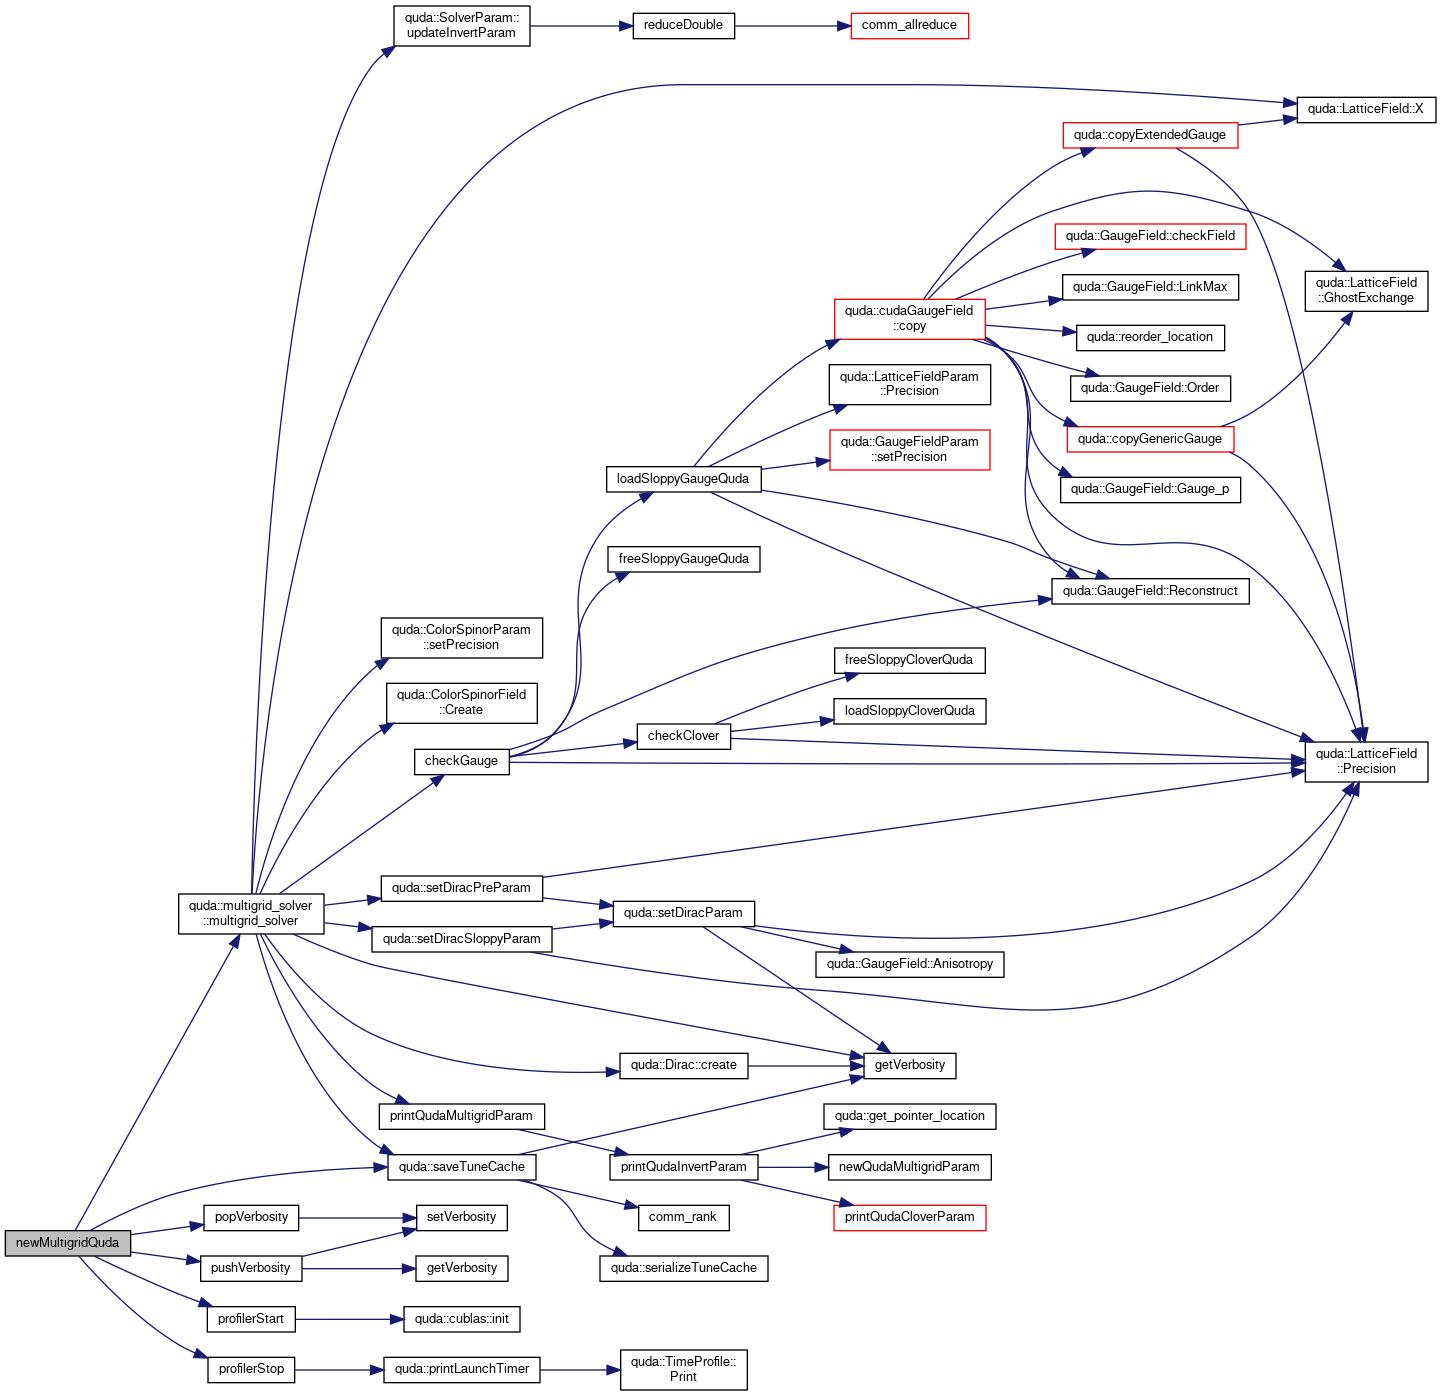 quda::SolverParam::
updateInvertParam
reduceDouble
comm_allreduce
quda::LatticeField::X
quda::copyExtendedGauge
quda::GaugeField::checkField
quda::GaugeField::LinkMax
quda::LatticeField
::GhostExchange
quda::cudaGaugeField
::copy
quda::reorder_location
quda::GaugeField::Order
quda::LatticeFieldParam
::Precision
quda::copyGenericGauge
quda::GaugeFieldParam
::setPrecision
loadSloppyGaugeQuda
quda::GaugeField::Gauge_p
freeSloppyGaugeQuda
quda::GaugeField::Reconstruct
quda::ColorSpinorParam
::setPrecision
freeSloppyCloverQuda
quda::ColorSpinorField
::Create
loadSloppyCloverQuda
checkClover
checkGauge
quda::LatticeField
::Precision
quda::setDiracPreParam
quda::multigrid_solver
::multigrid_solver
quda::setDiracParam
quda::setDiracSloppyParam
quda::GaugeField::Anisotropy
quda::Dirac::create
getVerbosity
printQudaMultigridParam
quda::get_pointer_location
quda::saveTuneCache
printQudaInvertParam
newQudaMultigridParam
popVerbosity
setVerbosity
comm_rank
printQudaCloverParam
newMultigridQuda
pushVerbosity
getVerbosity
quda::serializeTuneCache
profilerStart
quda::cublas::init
profilerStop
quda::printLaunchTimer
quda::TimeProfile::
Print